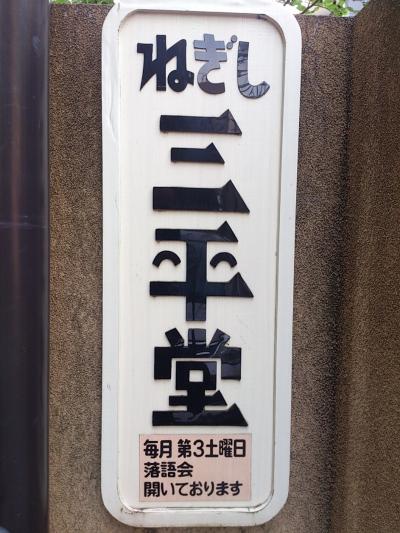 ねぎし
三平堂
毎月第3土曜日
落語会
開いております